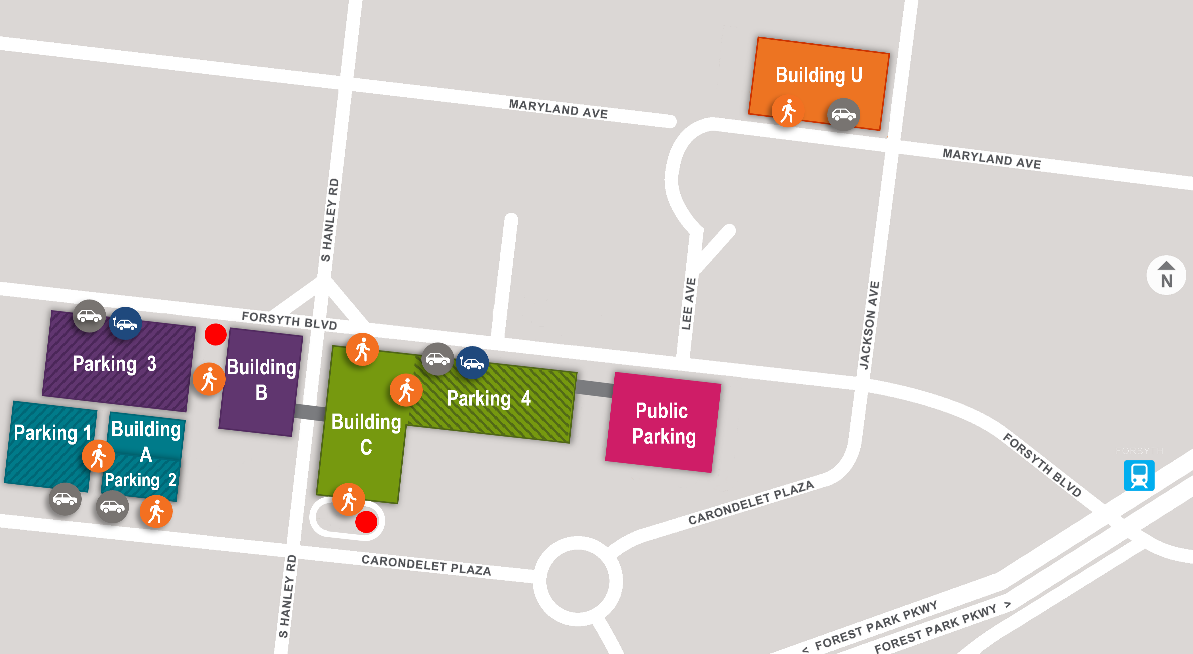 Building U
MARYLAND AVE
MARYLAND AVE
S HANLEY RD
N
LEE AVE
JACKSON AVE
FORSYTH BLVD
Parking 3
Building
B
Parking 4
Building
C
Public
Parking
Parking 1
Building
A
Parking 2
FORSYTH BLVD
CARONDELET PLAZA
CARONDELET PLAZA
S HANLEY RD
< FOREST PARK PKWY
FOREST PARK PKWY >